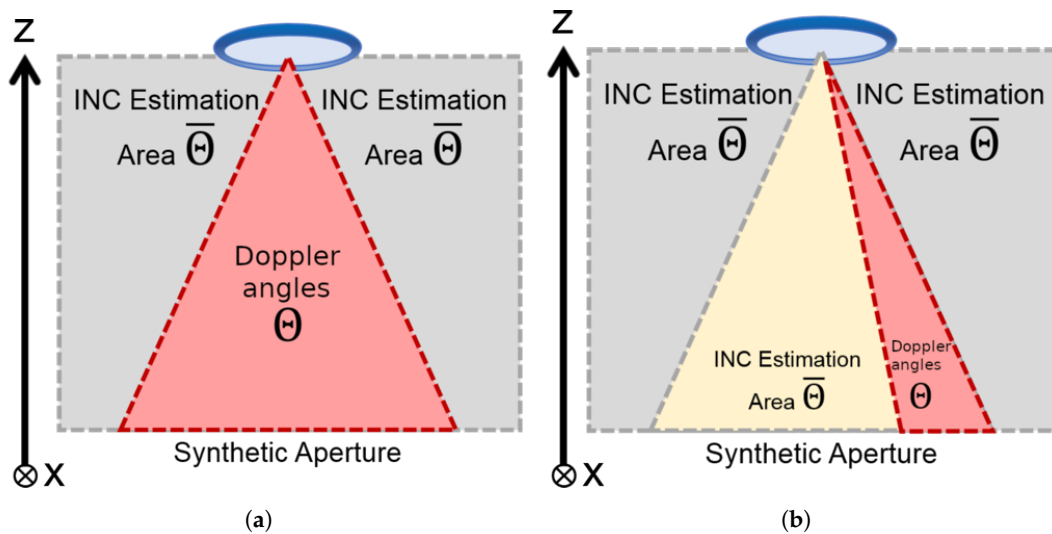 Z
INC Estimation
Area Θ̅
INC Estimation
Area Θ̅
Doppler
angles
Θ
Synthetic Aperture
X
(a)
Z
INC Estimation
Area Θ̅
INC Estimation
Area Θ̅
INC Estimation
Area Θ̅
Doppler
angles
Θ
Synthetic Aperture
X
(b)